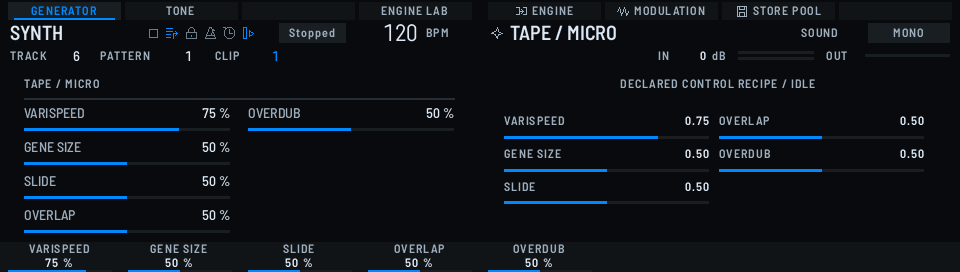 GENERATOR TONE ENGINE LAB ENGINE MODULATION STORE POOL
SYNTH Stopped 120 BPM TAPE / MICRO SOUND MONO
TRACK 6 PATTERN 1 CLIP 1 IN 0 dB OUT
TAPE / MICRO
DECLARED CONTROL RECIPE / IDLE
VARISPEED 75 % OVERDUB 50 %
GENE SIZE 50 %
SLIDE 50 %
OVERLAP 50 %
VARISPEED 0.75 OVERLAP 0.50
GENE SIZE 0.50 OVERDUB 0.50
SLIDE 0.50
VARISPEED GENE SIZE SLIDE OVERLAP OVERDUB
75 % 50 % 50 % 50 % 50 %